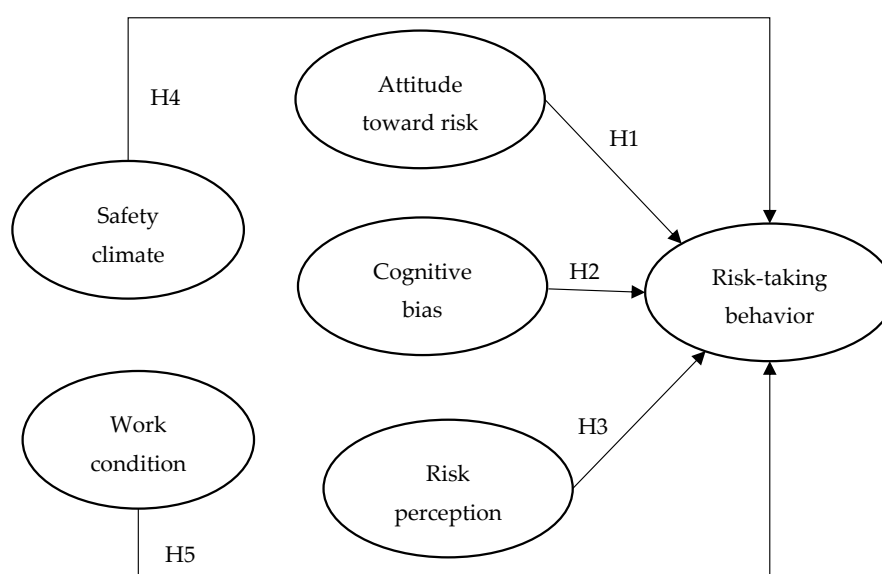 H4
Attitude
toward risk
H1
Safety
climate
Cognitive
bias
H2
Risk-taking
behavior
Work
condition
H3
Risk
perception
H5